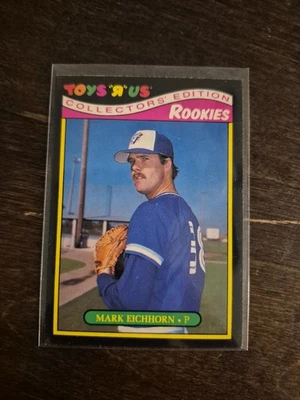 TOYS "R" US
COLLECTORS' EDITION
ROOKIES
MARK EICHHORN • P